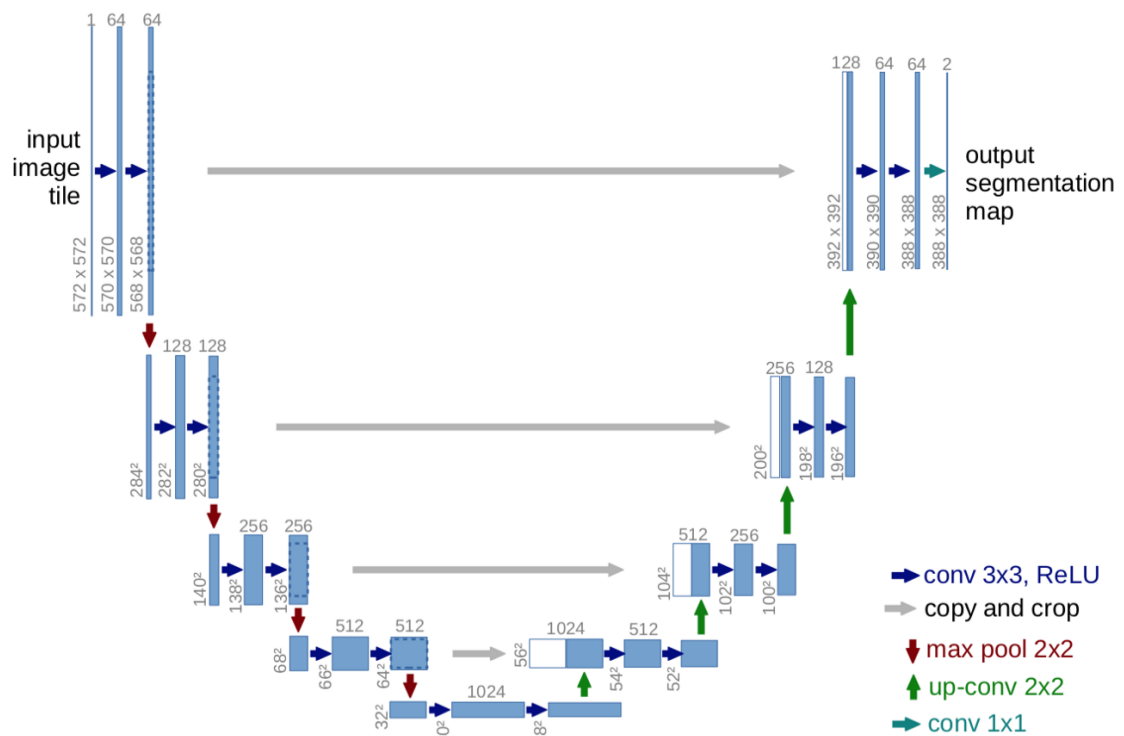 1 64 64
input
image
tile
572 x 572
570 x 570
568 x 568
128 64 64 2
output
segmentation
map
392 x 392
390 x 390
388 x 388
388 x 388
128 128
284²
282²
280²
256 128
200²
198²
196²
256 256
140²
138²
136²
512 256
104²
102²
100²
512 512
68²
66²
64²
1024 512
56²
54²
52²
1024
32²
0²
8²
conv 3x3, ReLU
copy and crop
max pool 2x2
up-conv 2x2
conv 1x1